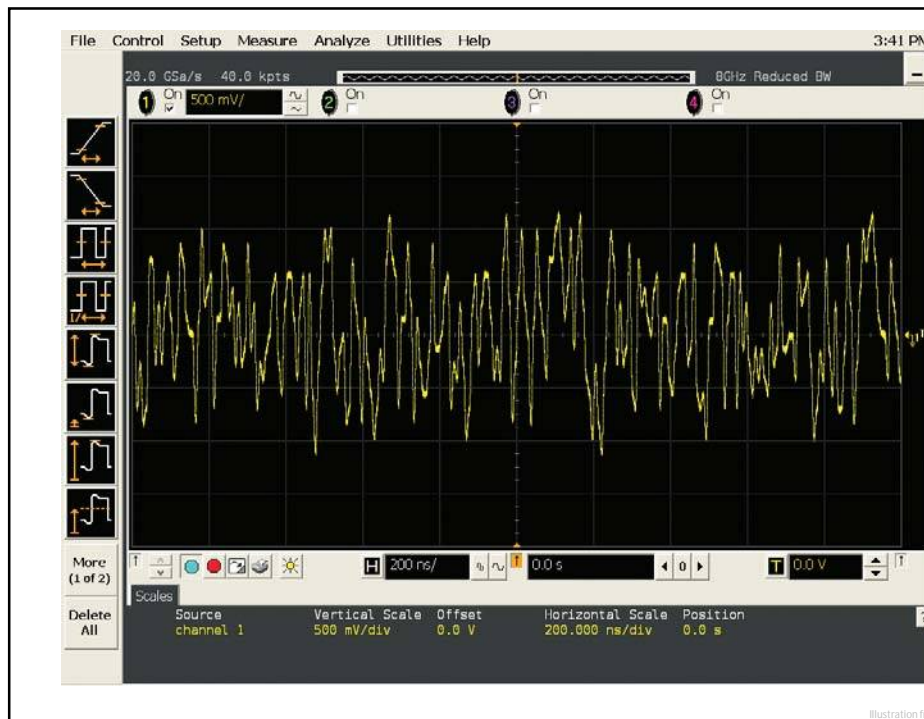 File Control Setup Measure Analyze Utilities Help 3:41 PM
20.0 GSa/s 40.0 kpts 8GHz Reduced BW
1 On 500 mV/ 2 On 3 On 4 On
More
(1 of 2)
Delete
All
H 200 ns/ 0.0 s 0 T 0.0 V
Scales
Source Vertical Scale Offset Horizontal Scale Position
channel 1 500 mV/div 0.0 V 200.000 ns/div 0.0 s
Illustration